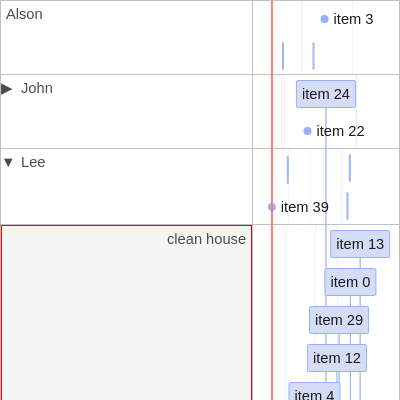 Alson
item 3
▶ John
item 24
item 22
▼ Lee
item 39
clean house
item 13
item 0
item 29
item 12
item 4